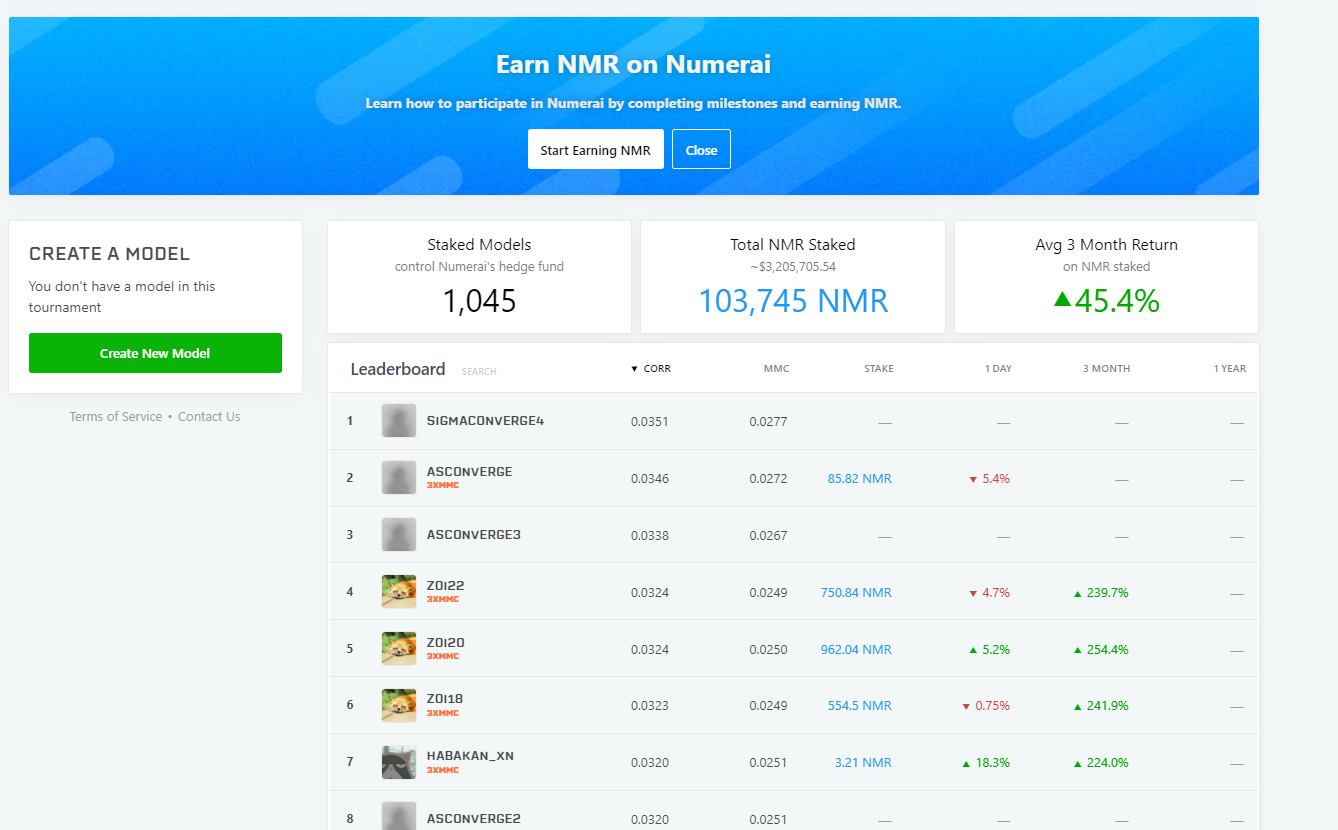 Earn NMR on Numerai
Learn how to participate in Numerai by completing milestones and earning NMR.
Start Earning NMR Close
CREATE A MODEL
You don't have a model in this
tournament
Create New Model
Terms of Service • Contact Us
Staked Models
control Numerai's hedge fund
1,045
Total NMR Staked
~$3,205,705.54
103,745 NMR
Avg 3 Month Return
on NMR staked
▲45.4%
Leaderboard SEARCH ▼ CORR MMC STAKE 1 DAY 3 MONTH 1 YEAR
1 SIGMACONVERGE4 0.0351 0.0277 — — — —
2 ASCONVERGE 0.0346 0.0272 85.82 NMR ▼ 5.4% — —
3XMMC
3 ASCONVERGE3 0.0338 0.0267 — — — —
4 ZOI22 0.0324 0.0249 750.84 NMR ▼ 4.7% ▲ 239.7% —
3XMMC
5 ZOI20 0.0324 0.0250 962.04 NMR ▲ 5.2% ▲ 254.4% —
3XMMC
6 ZOI18 0.0323 0.0249 554.5 NMR ▼ 0.75% ▲ 241.9% —
3XMMC
7 HABAKAN_XN 0.0320 0.0251 3.21 NMR ▲ 18.3% ▲ 224.0% —
3XMMC
8 ASCONVERGE2 0.0320 0.0251 — — — —